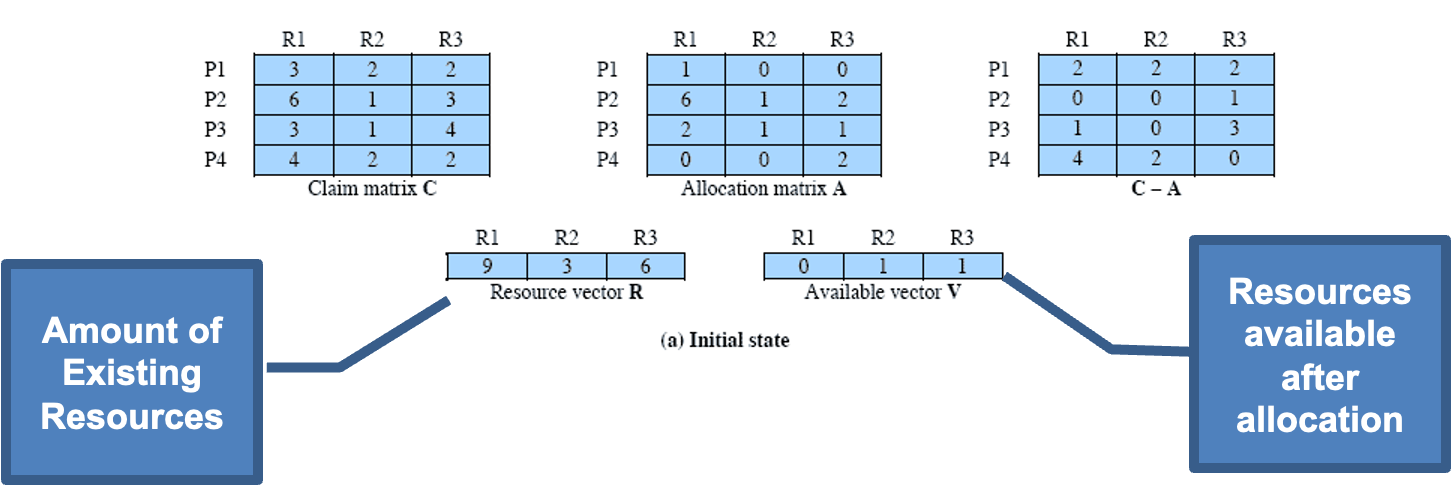 R1 R2 R3 R1 R2 R3 R1 R2 R3
P1 3 2 2 P1 1 0 0 P1 2 2 2
P2 6 1 3 P2 6 1 2 P2 0 0 1
P3 3 1 4 P3 2 1 1 P3 1 0 3
P4 4 2 2 P4 0 0 2 P4 4 2 0
Claim matrix C Allocation matrix A C – A
R1 R2 R3 R1 R2 R3
9 3 6 0 1 1
Resource vector R Available vector V
(a) Initial state
Amount of
Existing
Resources
Resources
available
after
allocation